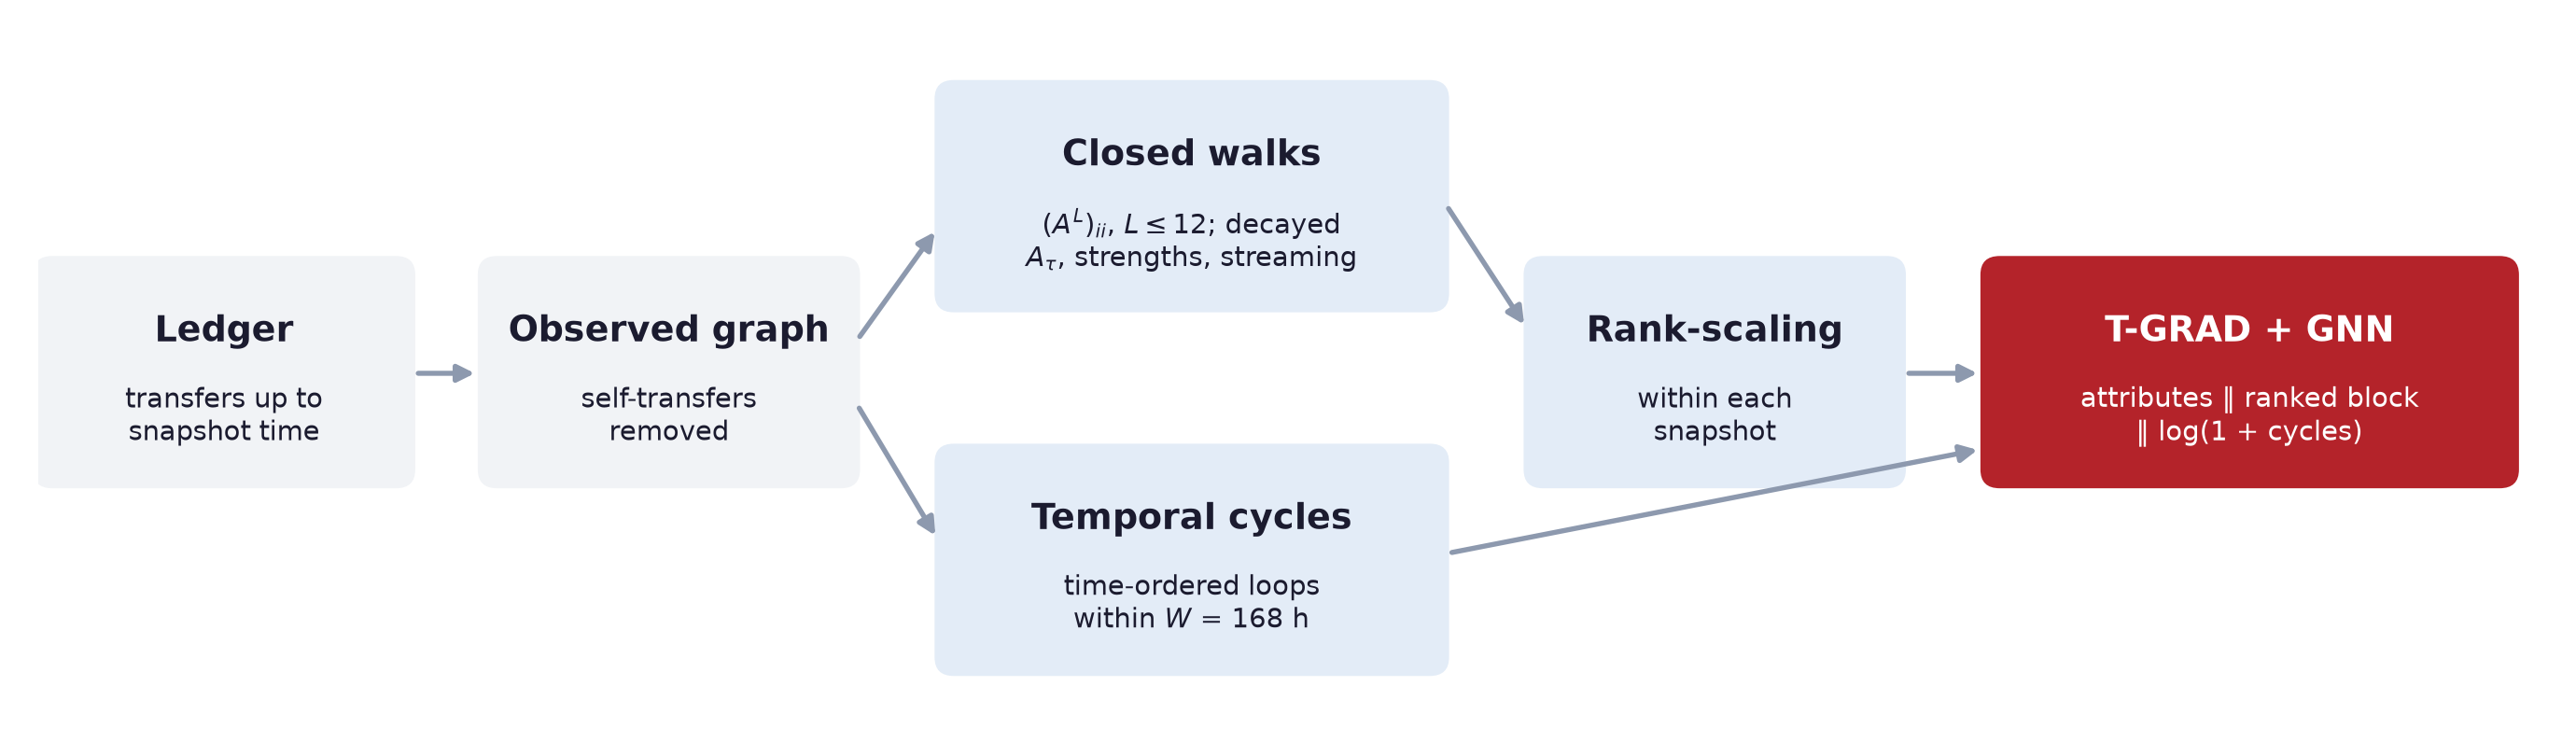 Ledger
transfers up to
snapshot time
Observed graph
self-transfers
removed
Closed walks
(A^L)_{ii}, L ≤ 12; decayed
A_τ, strengths, streaming
Temporal cycles
time-ordered loops
within W = 168 h
Rank-scaling
within each
snapshot
T-GRAD + GNN
attributes ∥ ranked block
∥ log(1 + cycles)